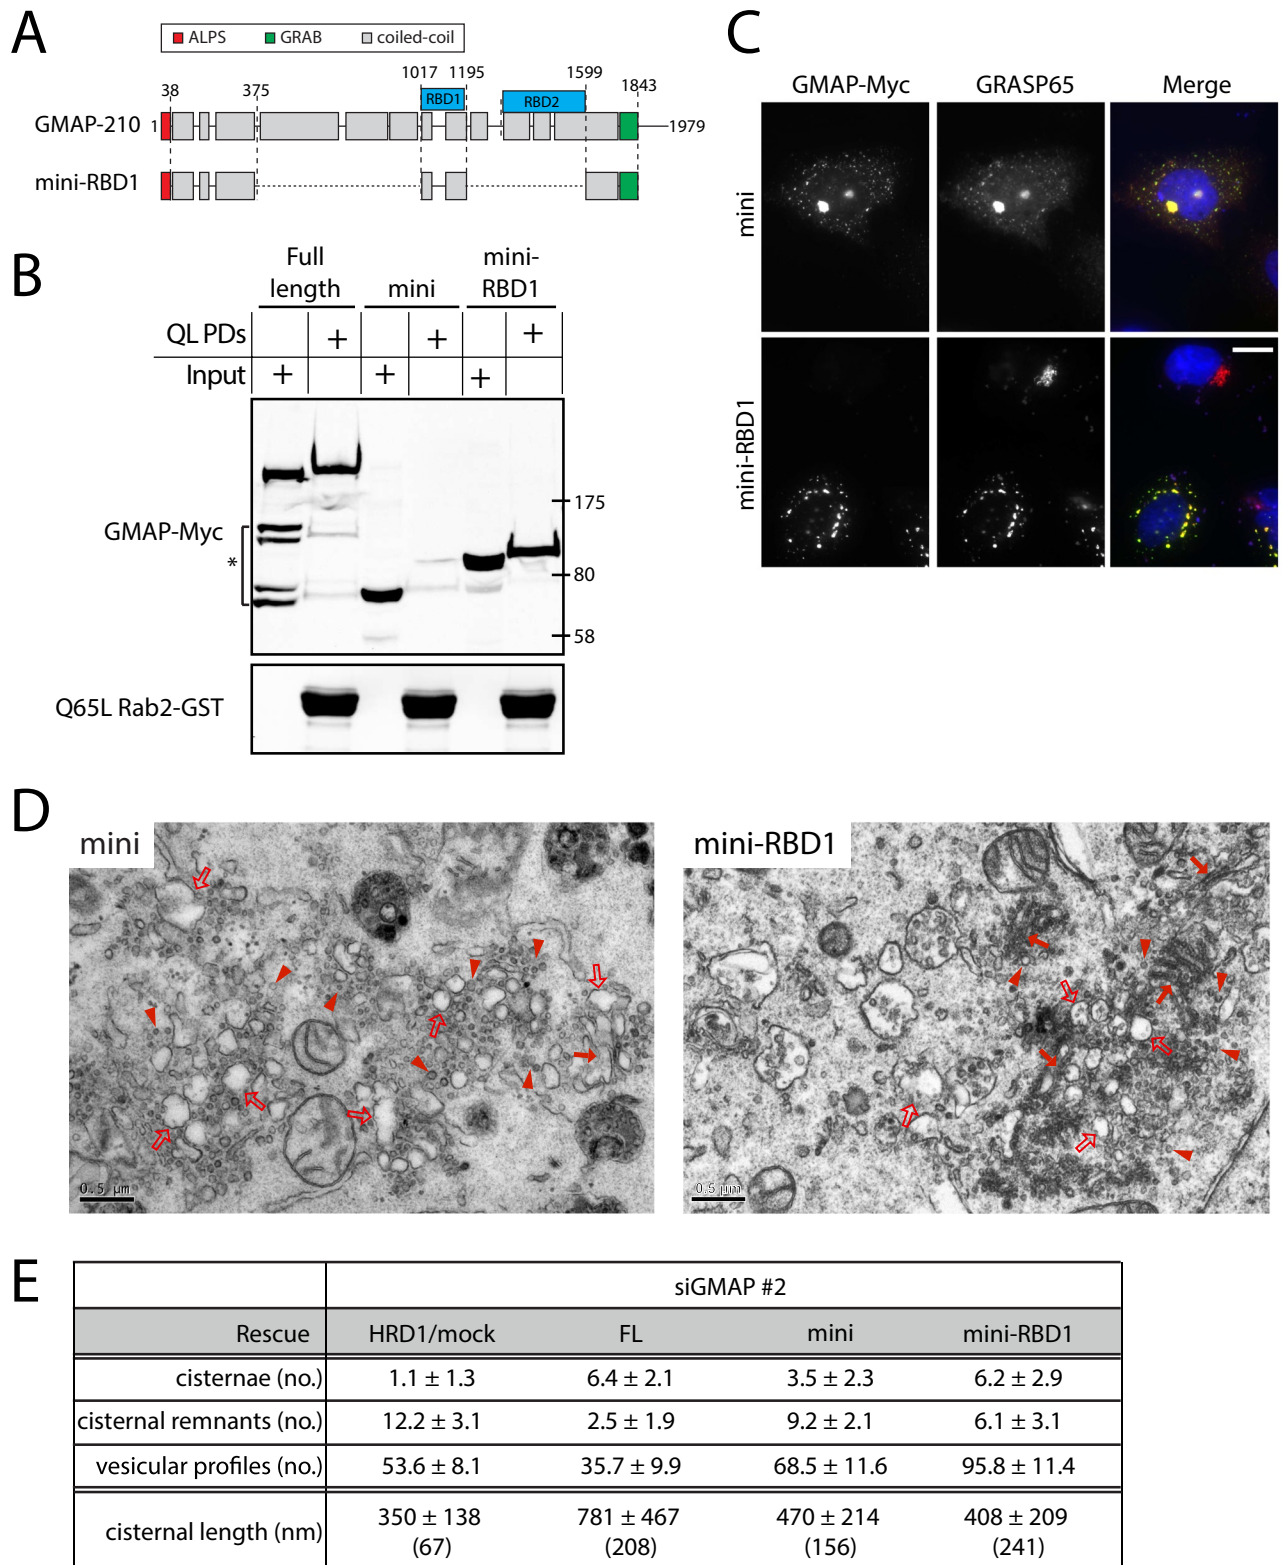 A
ALPS GRAB coiled-coil
1017 1195 1599
38 375 1843
RBD1 RBD2
GMAP-210 1 1979
mini-RBD1
B
Full length mini mini-RBD1
QL PDs + + +
Input + + +
175
GMAP-Myc
*
80
58
Q65L Rab2-GST
C
GMAP-Myc GRASP65 Merge
mini
mini-RBD1
D
mini
0.5 µm
mini-RBD1
0.5 µm
E
siGMAP #2
Rescue HRD1/mock FL mini mini-RBD1
cisternae (no.) 1.1 ± 1.3 6.4 ± 2.1 3.5 ± 2.3 6.2 ± 2.9
cisternal remnants (no.) 12.2 ± 3.1 2.5 ± 1.9 9.2 ± 2.1 6.1 ± 3.1
vesicular profiles (no.) 53.6 ± 8.1 35.7 ± 9.9 68.5 ± 11.6 95.8 ± 11.4
cisternal length (nm) 350 ± 138 781 ± 467 470 ± 214 408 ± 209
(67) (208) (156) (241)